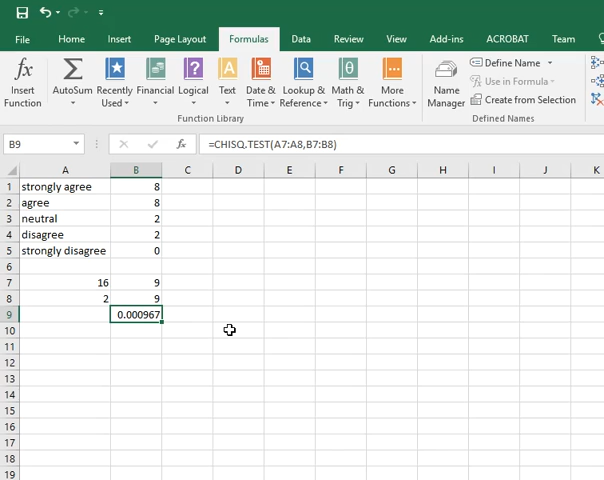 File Home Insert Page Layout Formulas Data Review View Add-ins ACROBAT Team
fx Σ ? A θ
Insert Function
AutoSum
Recently Used
Financial
Logical
Text
Date & Time
Lookup & Reference
Math & Trig
More Functions
Name Manager
Define Name
Use in Formula
Create from Selection
Function Library Defined Names
B9 fx =CHISQ.TEST(A7:A8,B7:B8)
A B C D E F G H I J K
1 strongly agree 8
2 agree 8
3 neutral 2
4 disagree 2
5 strongly disagree 0
6
7 16 9
8 2 9
9 0.000967
10
11
12
13
14
15
16
17
18
19